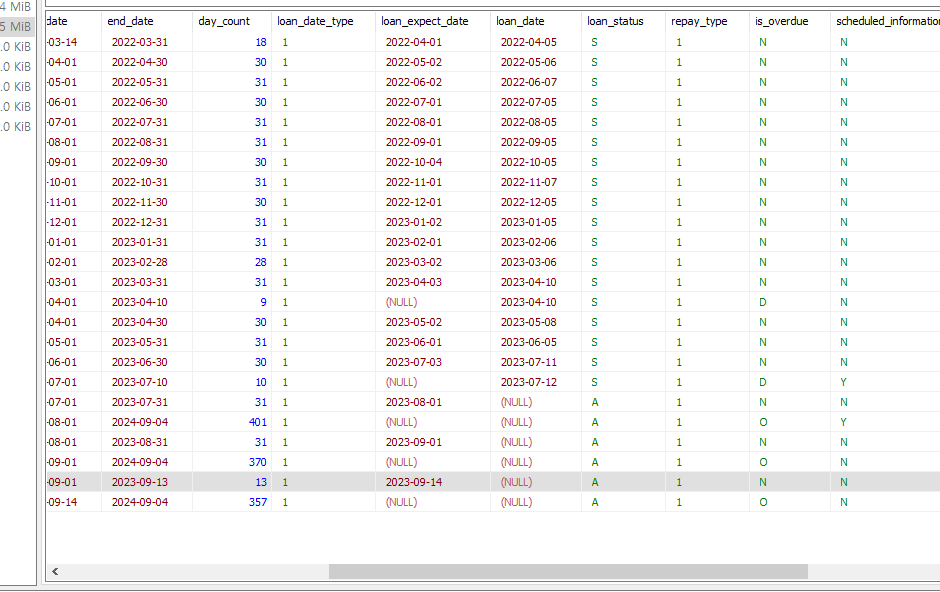 4 MiB
5 MiB
.0 KiB
.0 KiB
.0 KiB
.0 KiB
.0 KiB
date end_date day_count loan_date_type loan_expect_date loan_date loan_status repay_type is_overdue scheduled_information
-03-14 2022-03-31 18 1 2022-04-01 2022-04-05 S 1 N N
-04-01 2022-04-30 30 1 2022-05-02 2022-05-06 S 1 N N
-05-01 2022-05-31 31 1 2022-06-02 2022-06-07 S 1 N N
-06-01 2022-06-30 30 1 2022-07-01 2022-07-05 S 1 N N
-07-01 2022-07-31 31 1 2022-08-01 2022-08-05 S 1 N N
-08-01 2022-08-31 31 1 2022-09-01 2022-09-05 S 1 N N
-09-01 2022-09-30 30 1 2022-10-04 2022-10-05 S 1 N N
-10-01 2022-10-31 31 1 2022-11-01 2022-11-07 S 1 N N
-11-01 2022-11-30 30 1 2022-12-01 2022-12-05 S 1 N N
-12-01 2022-12-31 31 1 2023-01-02 2023-01-05 S 1 N N
-01-01 2023-01-31 31 1 2023-02-01 2023-02-06 S 1 N N
-02-01 2023-02-28 28 1 2023-03-02 2023-03-06 S 1 N N
-03-01 2023-03-31 31 1 2023-04-03 2023-04-10 S 1 N N
-04-01 2023-04-10 9 1 (NULL) 2023-04-10 S 1 D N
-04-01 2023-04-30 30 1 2023-05-02 2023-05-08 S 1 N N
-05-01 2023-05-31 31 1 2023-06-01 2023-06-05 S 1 N N
-06-01 2023-06-30 30 1 2023-07-03 2023-07-11 S 1 N N
-07-01 2023-07-10 10 1 (NULL) 2023-07-12 S 1 D Y
-07-01 2023-07-31 31 1 2023-08-01 (NULL) A 1 N N
-08-01 2024-09-04 401 1 (NULL) (NULL) A 1 O Y
-08-01 2023-08-31 31 1 2023-09-01 (NULL) A 1 N N
-09-01 2024-09-04 370 1 (NULL) (NULL) A 1 O N
-09-01 2023-09-13 13 1 2023-09-14 (NULL) A 1 N N
-09-14 2024-09-04 357 1 (NULL) (NULL) A 1 O N